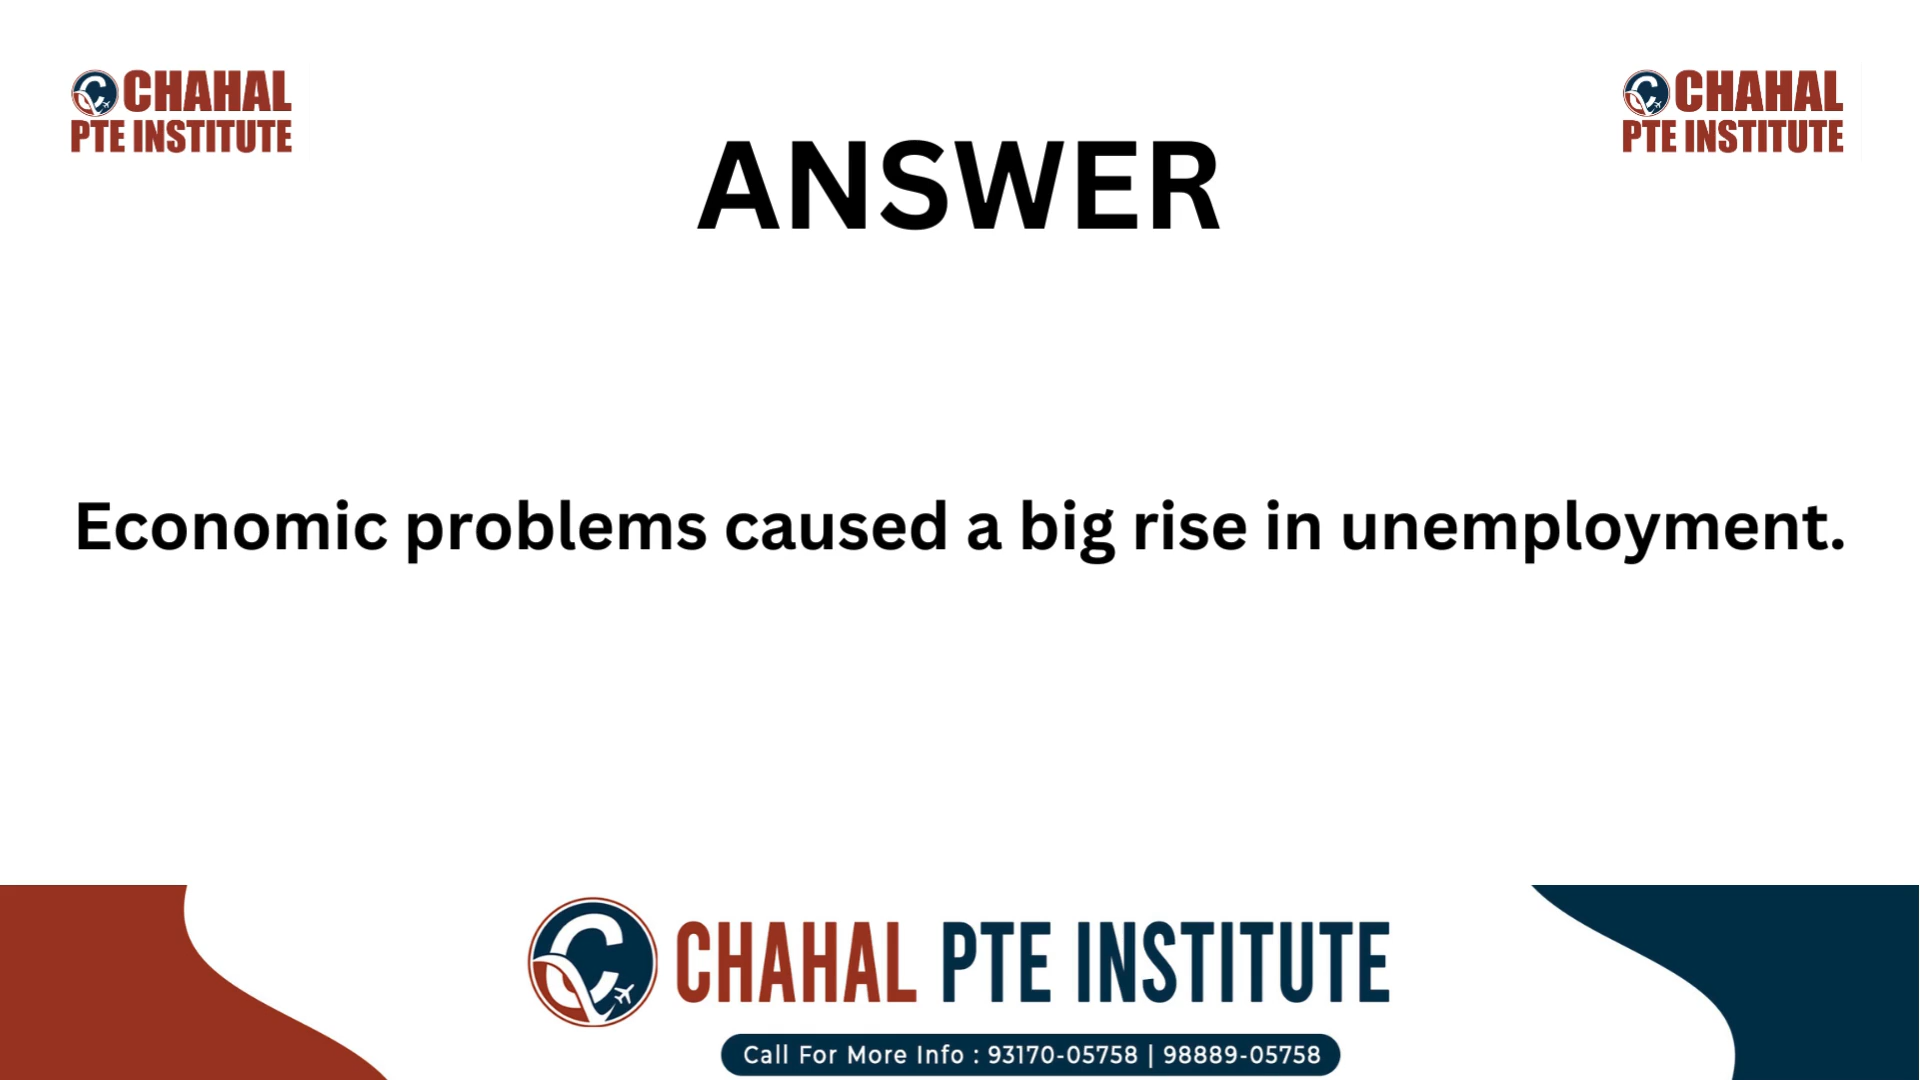 CHAHAL
PTE INSTITUTE
CHAHAL
PTE INSTITUTE
ANSWER
Economic problems caused a big rise in unemployment.
CHAHAL PTE INSTITUTE
Call For More Info : 93170-05758 | 98889-05758